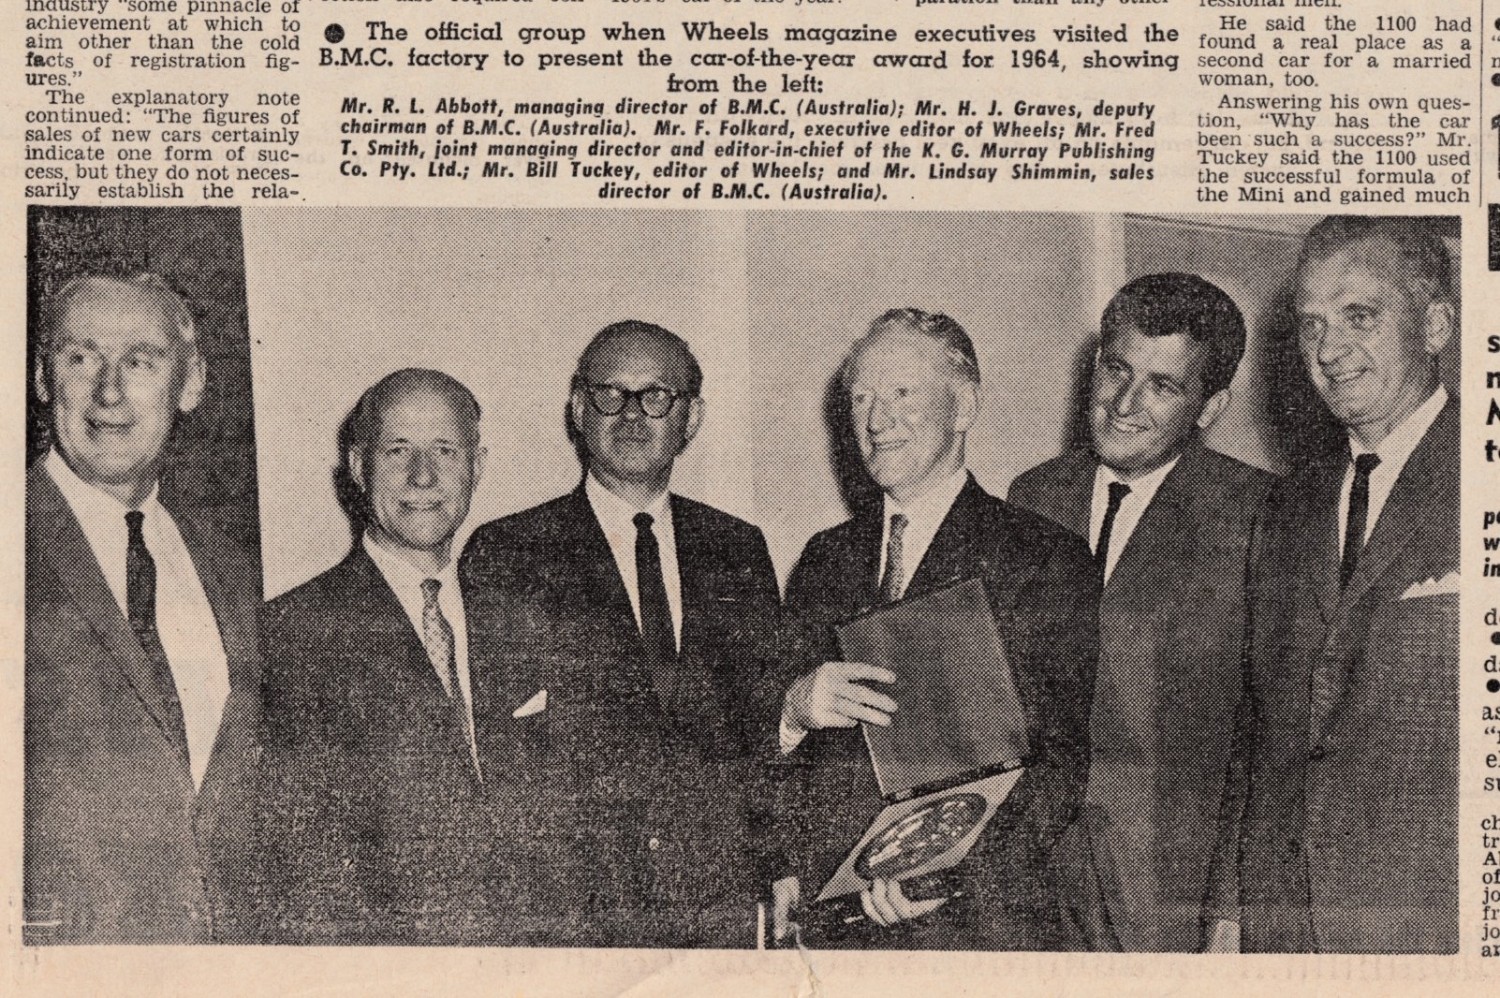 industry "some pinnacle of
achievement at which to
aim other than the cold
facts of registration fig-
ures."
The explanatory note
continued: "The figures of
sales of new cars certainly
indicate one form of suc-
cess, but they do not neces-
sarily establish the rela-
● The official group when Wheels magazine executives visited the
B.M.C. factory to present the car-of-the-year award for 1964, showing
from the left:
Mr. R. L. Abbott, managing director of B.M.C. (Australia); Mr. H. J. Graves, deputy
chairman of B.M.C. (Australia). Mr. F. Folkard, executive editor of Wheels; Mr. Fred
T. Smith, joint managing director and editor-in-chief of the K. G. Murray Publishing
Co. Pty. Ltd.; Mr. Bill Tuckey, editor of Wheels; and Mr. Lindsay Shimmin, sales
director of B.M.C. (Australia).
fessional men.
He said the 1100 had
found a real place as a
second car for a married
woman, too.
Answering his own ques-
tion, "Why has the car
been such a success?" Mr.
Tuckey said the 1100 used
the successful formula of
the Mini and gained much